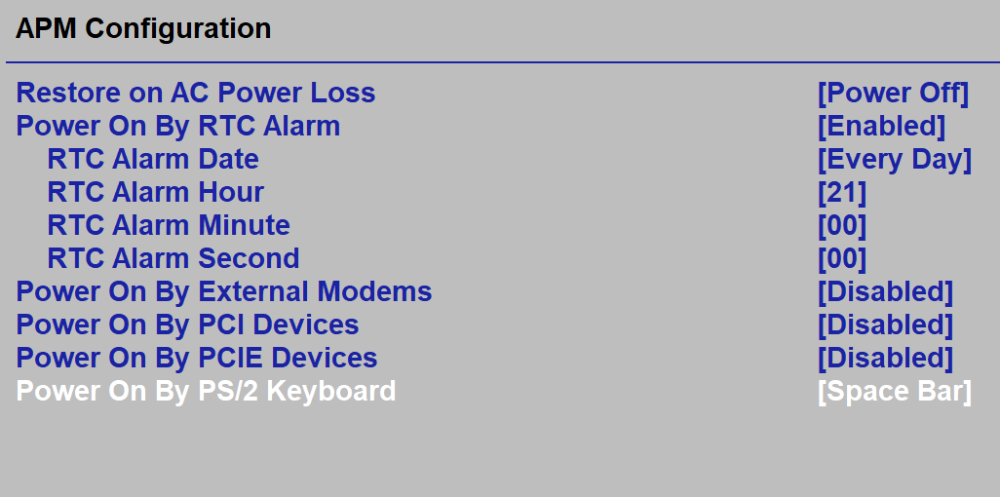 APM Configuration
Restore on AC Power Loss [Power Off]
Power On By RTC Alarm [Enabled]
RTC Alarm Date [Every Day]
RTC Alarm Hour [21]
RTC Alarm Minute [00]
RTC Alarm Second [00]
Power On By External Modems [Disabled]
Power On By PCI Devices [Disabled]
Power On By PCIE Devices [Disabled]
Power On By PS/2 Keyboard [Space Bar]